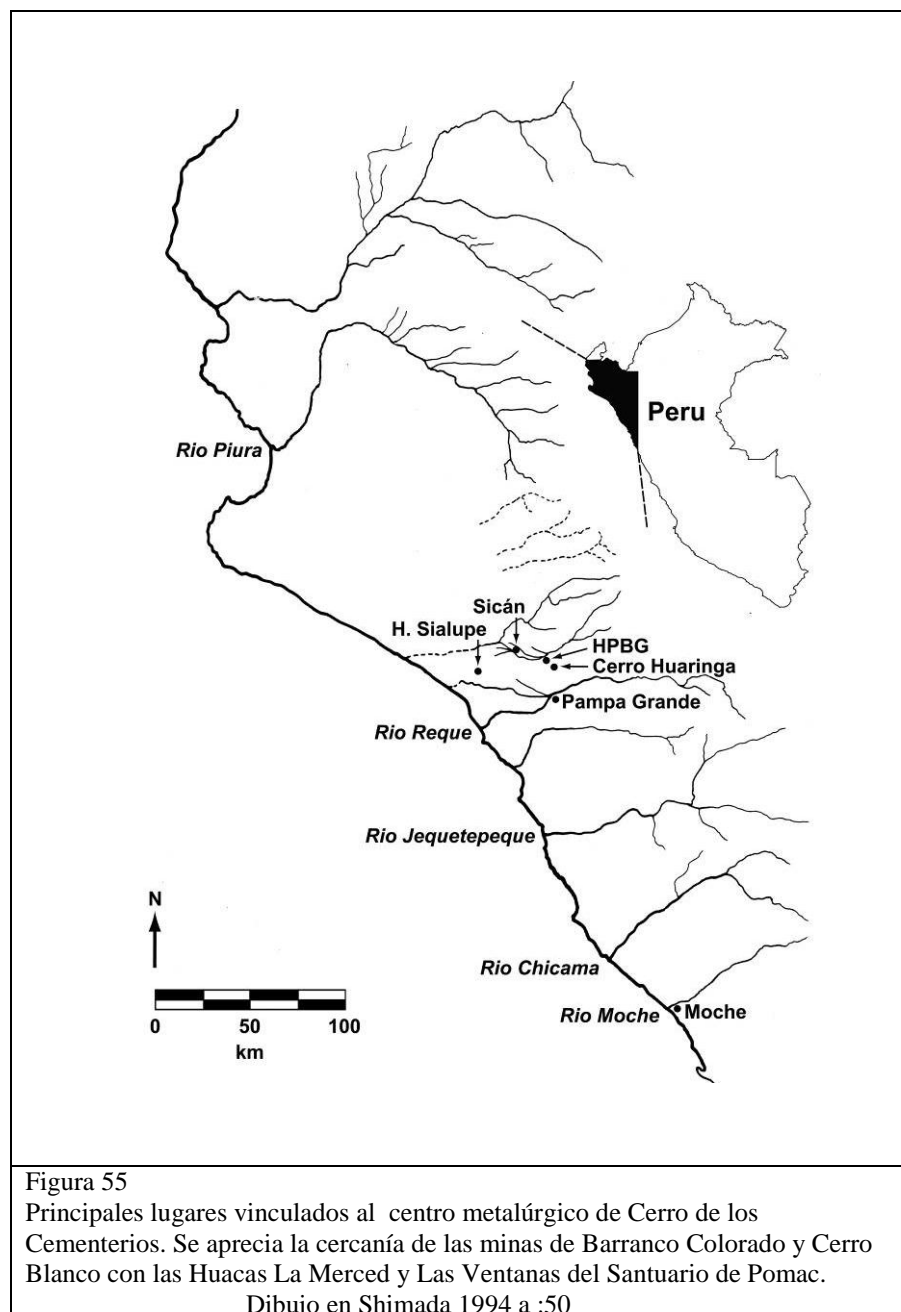 Peru
Rio Piura
Sicán
H. Sialupe
HPBG
Cerro Huaringa
Pampa Grande
Rio Reque
Rio Jequetepeque
N
Rio Chicama
Rio Moche
Moche
0 50 100
km
Figura 55
Principales lugares vinculados al centro metalúrgico de Cerro de los
Cementerios. Se aprecia la cercanía de las minas de Barranco Colorado y Cerro
Blanco con las Huacas La Merced y Las Ventanas del Santuario de Pomac.
Dibujo en Shimada 1994 a :50